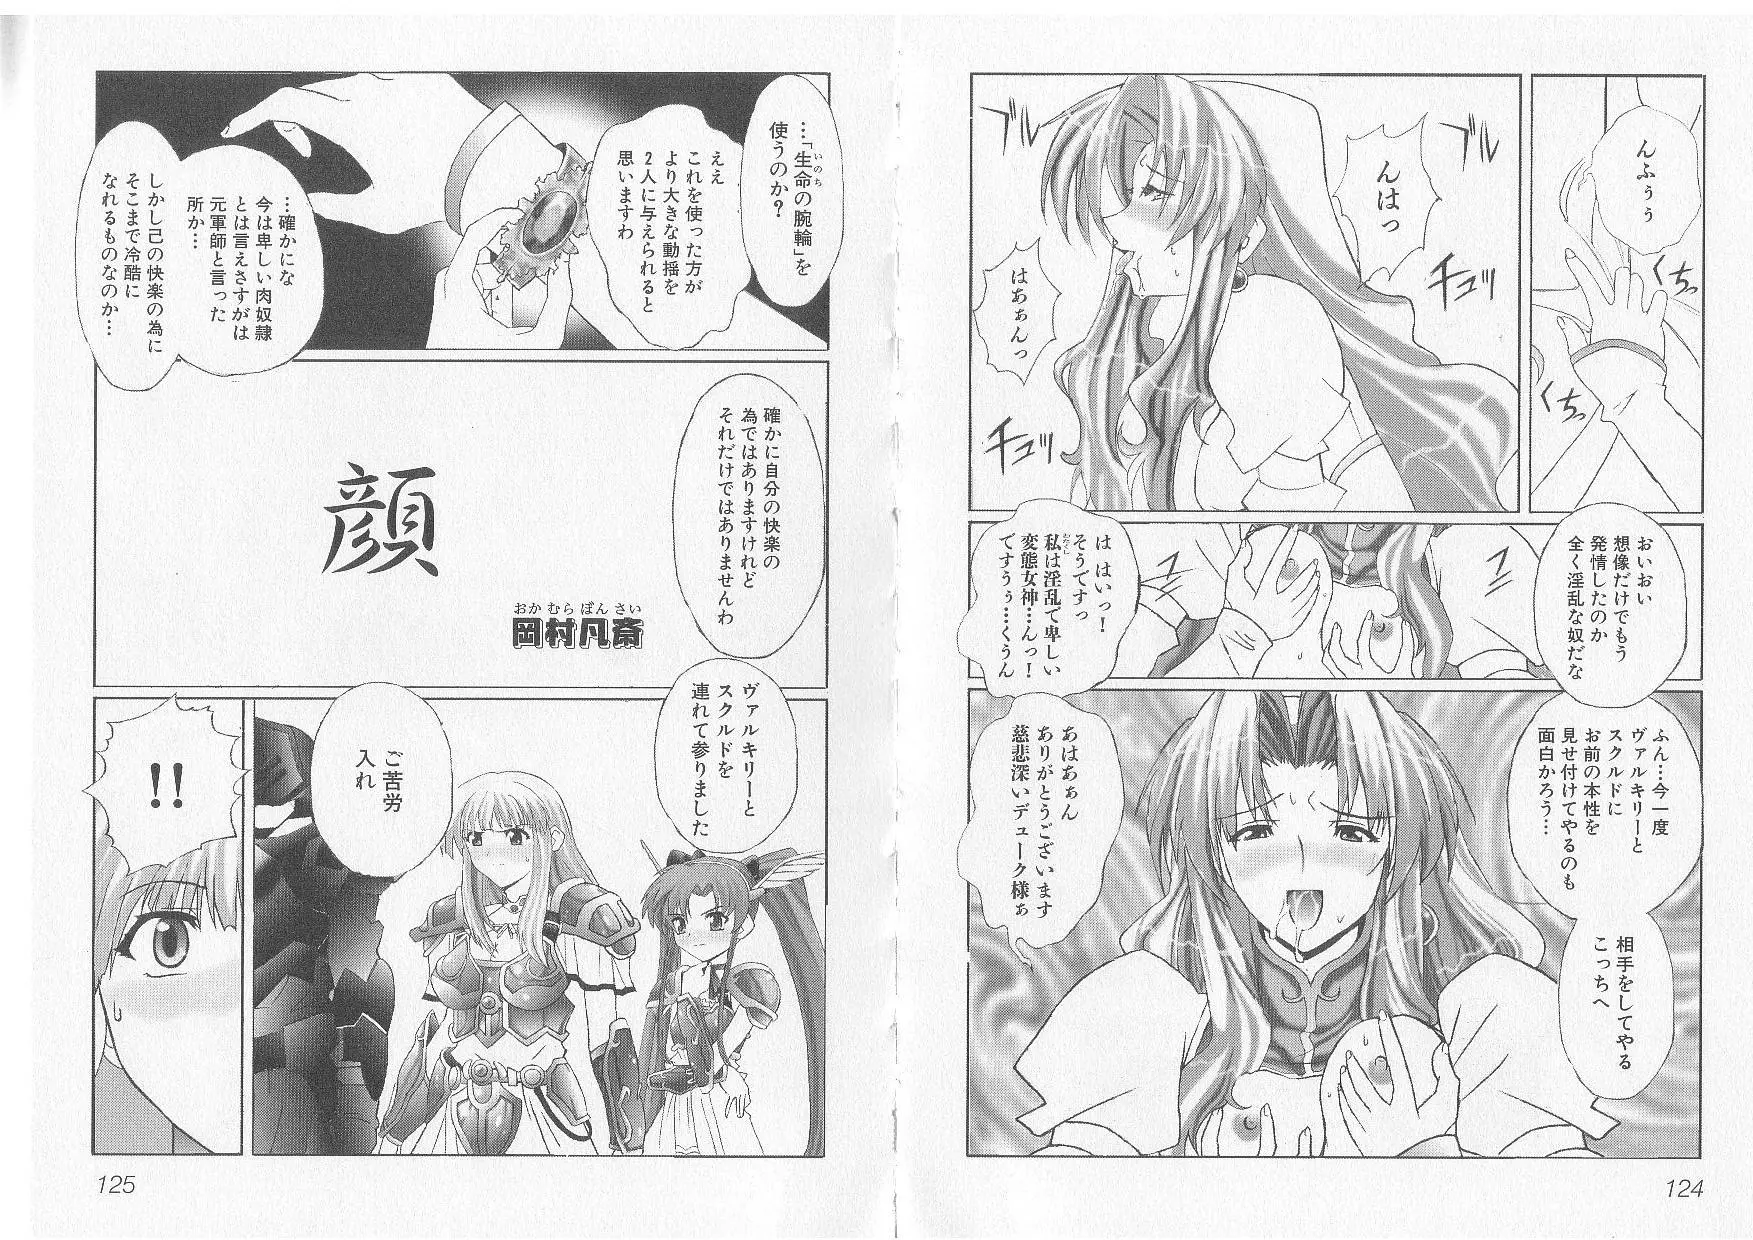 んふぅぅ
くちっ
くちっ
ブル
ブル
んはっ
はあぁんっ
チュッ
チュッ
おいおい
想像だけでもう
発情したのか
全く淫乱な奴だな
は はいっ！
そうですっ
私は淫乱で卑しい
変態女神…んっ！
ですうぅ…くうん
ふん…今一度
ヴァルキリーと
スクルドに
お前の本性を
見せ付けてやるのも
面白かろう…
相手をしてやる
こっちへ
あはあぁん
ありがとうございます
慈悲深いデューク様ぁ
124
…「生命の腕輪」を
いのち
使うのか？
ええ
これを使った方が
より大きな動揺を
2人に与えられると
思いますわ
…確かにな
今は卑しい肉奴隷
とは言えさすがは
元軍師と言った
所か…
しかし己の快楽の為に
そこまで冷酷に
なれるものなのか…
確かに自分の快楽の
為ではありますけれど
それだけではありませんわ
顔
おか むら ぼん さい
岡村凡斎
ヴァルキリーと
スクルドを
連れて参りました
ご苦労
入れ
!!
125